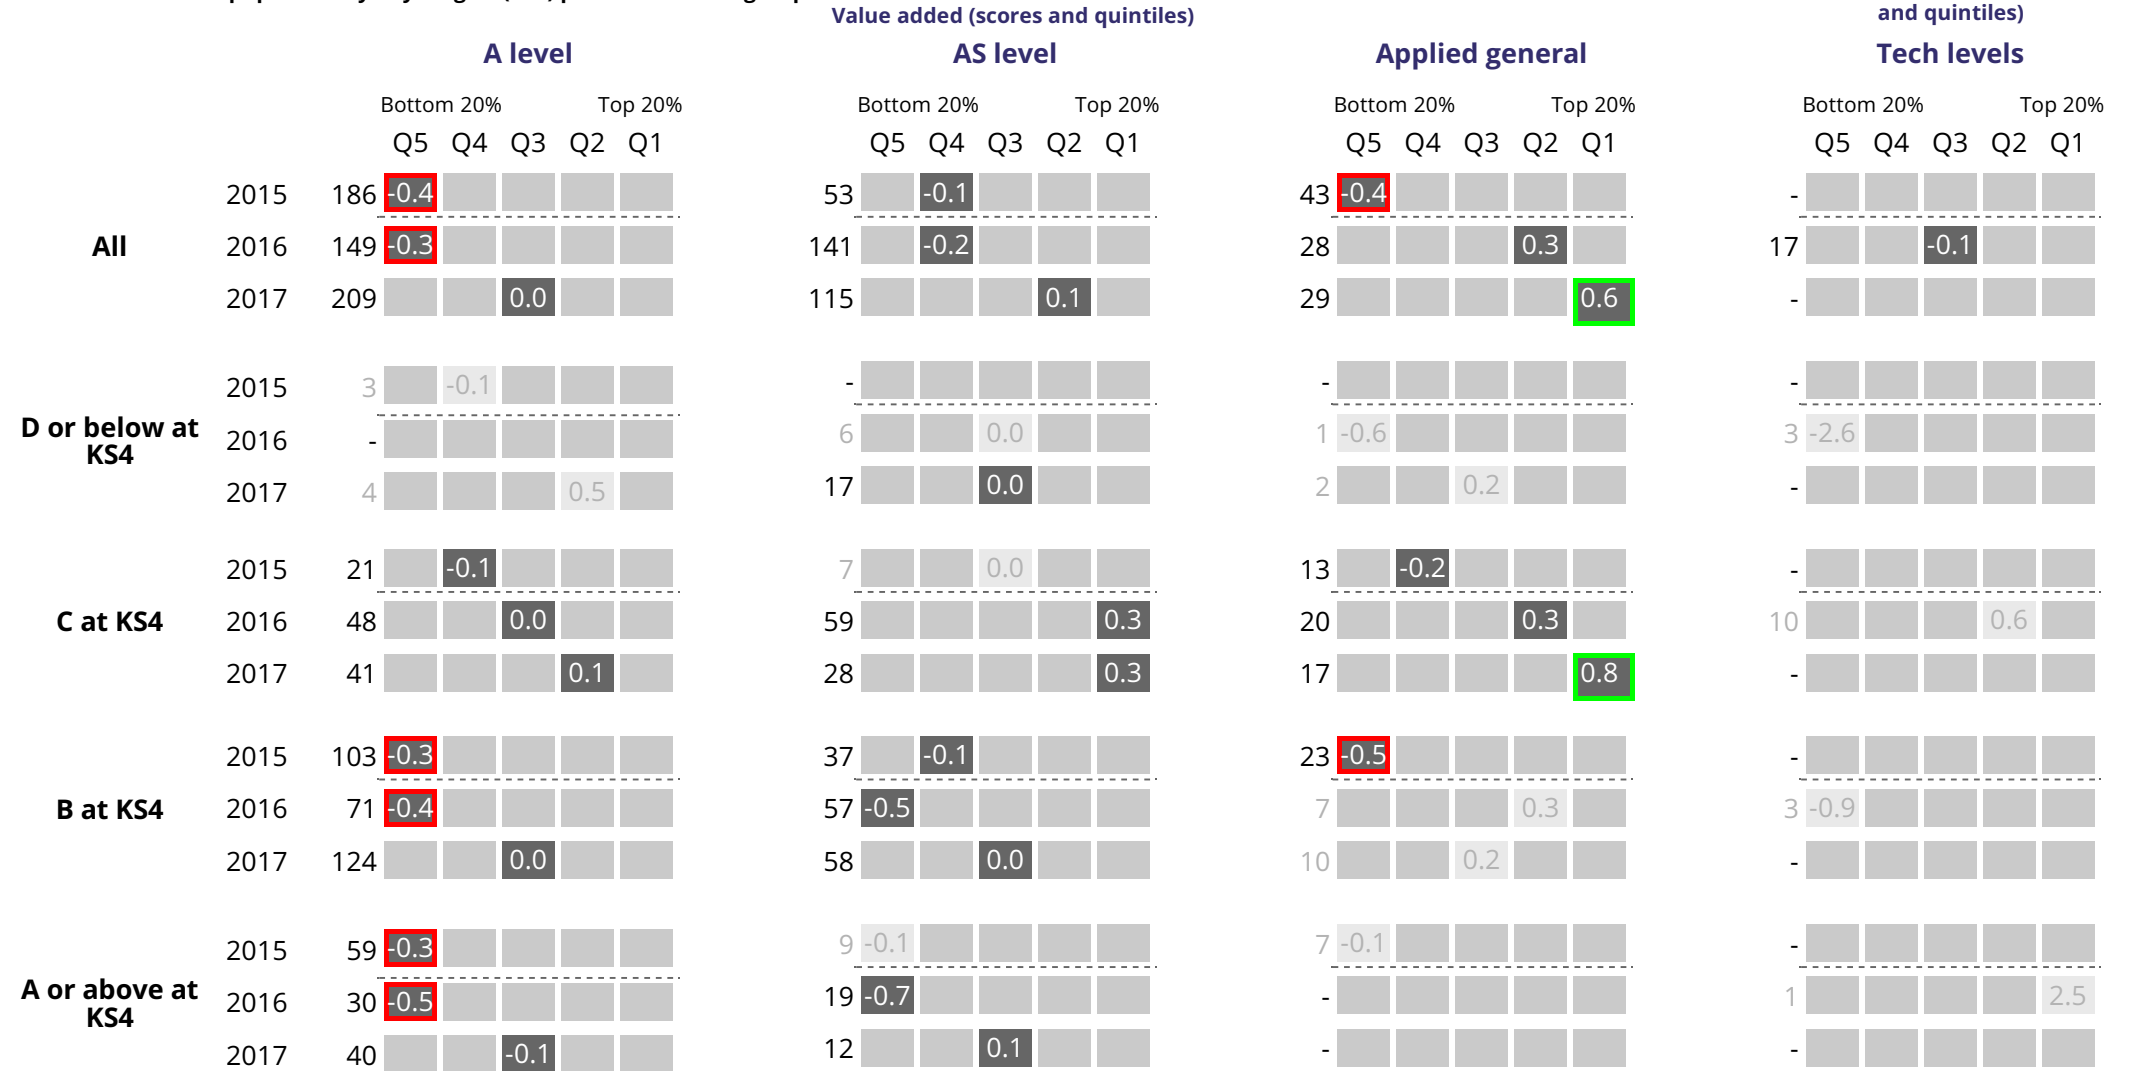 Value added (scores and quintiles)
and quintiles)
A level AS level Applied general Tech levels
Bottom 20% Top 20% Bottom 20% Top 20% Bottom 20% Top 20% Bottom 20% Top 20%
Q5 Q4 Q3 Q2 Q1 Q5 Q4 Q3 Q2 Q1 Q5 Q4 Q3 Q2 Q1 Q5 Q4 Q3 Q2 Q1
2015 186 -0.4 53 -0.1 43 -0.4 -
All 2016 149 -0.3 141 -0.2 28 0.3 17 -0.1
2017 209 0.0 115 0.1 29 0.6 -
2015 3 -0.1 - - -
D or below at
KS4
2016 - 6 0.0 1 -0.6 3 -2.6
2017 4 0.5 17 0.0 2 0.2 -
2015 21 -0.1 7 0.0 13 -0.2 -
C at KS4 2016 48 0.0 59 0.3 20 0.3 10 0.6
2017 41 0.1 28 0.3 17 0.8 -
2015 103 -0.3 37 -0.1 23 -0.5 -
B at KS4 2016 71 -0.4 57 -0.5 7 0.3 3 -0.9
2017 124 0.0 58 0.0 10 0.2 -
2015 59 -0.3 9 -0.1 7 -0.1 -
A or above at
KS4
2016 30 -0.5 19 -0.7 - 1 2.5
2017 40 -0.1 12 0.1 - -